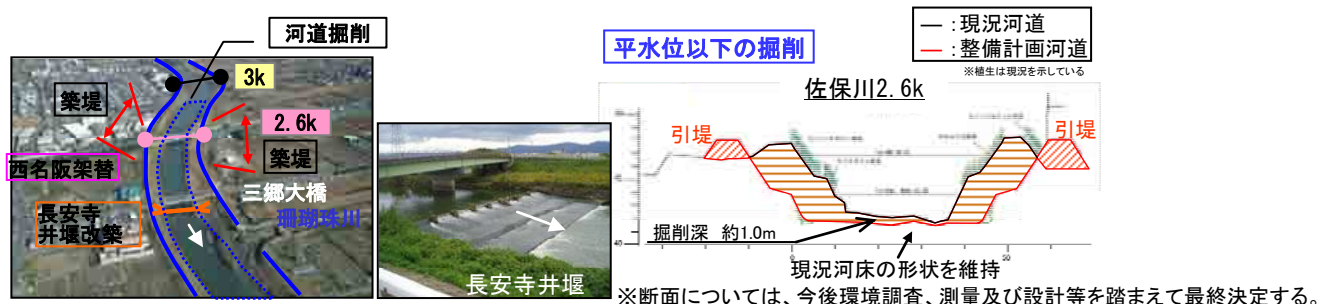 河道掘削
3k
築堤
2.6k
築堤
西名阪架替
三郷大橋
珊瑚珠川
長安寺
井堰改築
長安寺井堰
平水位以下の掘削
― :現況河道
― :整備計画河道
※植生は現況を示している
佐保川2.6k
引堤
引堤
掘削深 約1.0m
40
0
50
現況河床の形状を維持
※断面については、今後環境調査、測量及び設計等を踏まえて最終決定する。